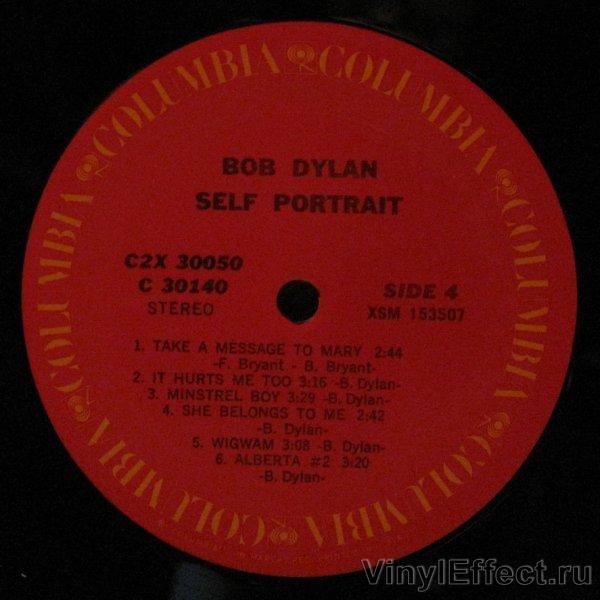 COLUMBIA COLUMBIA COLUMBIA COLUMBIA COLUMBIA COLUMBIA
BOB DYLAN
SELF PORTRAIT
C2X 30050
C 30140
STEREO
SIDE 4
XSM 153507
1. TAKE A MESSAGE TO MARY 2:44
-F. Bryant - B. Bryant-
2. IT HURTS ME TOO 3:16 -B. Dylan-
3. MINSTREL BOY 3:29 -B. Dylan-
4. SHE BELONGS TO ME 2:42
-B. Dylan-
5. WIGWAM 3:08 -B. Dylan-
6. ALBERTA #2 3:20
-B. Dylan-
VinylEffect.ru